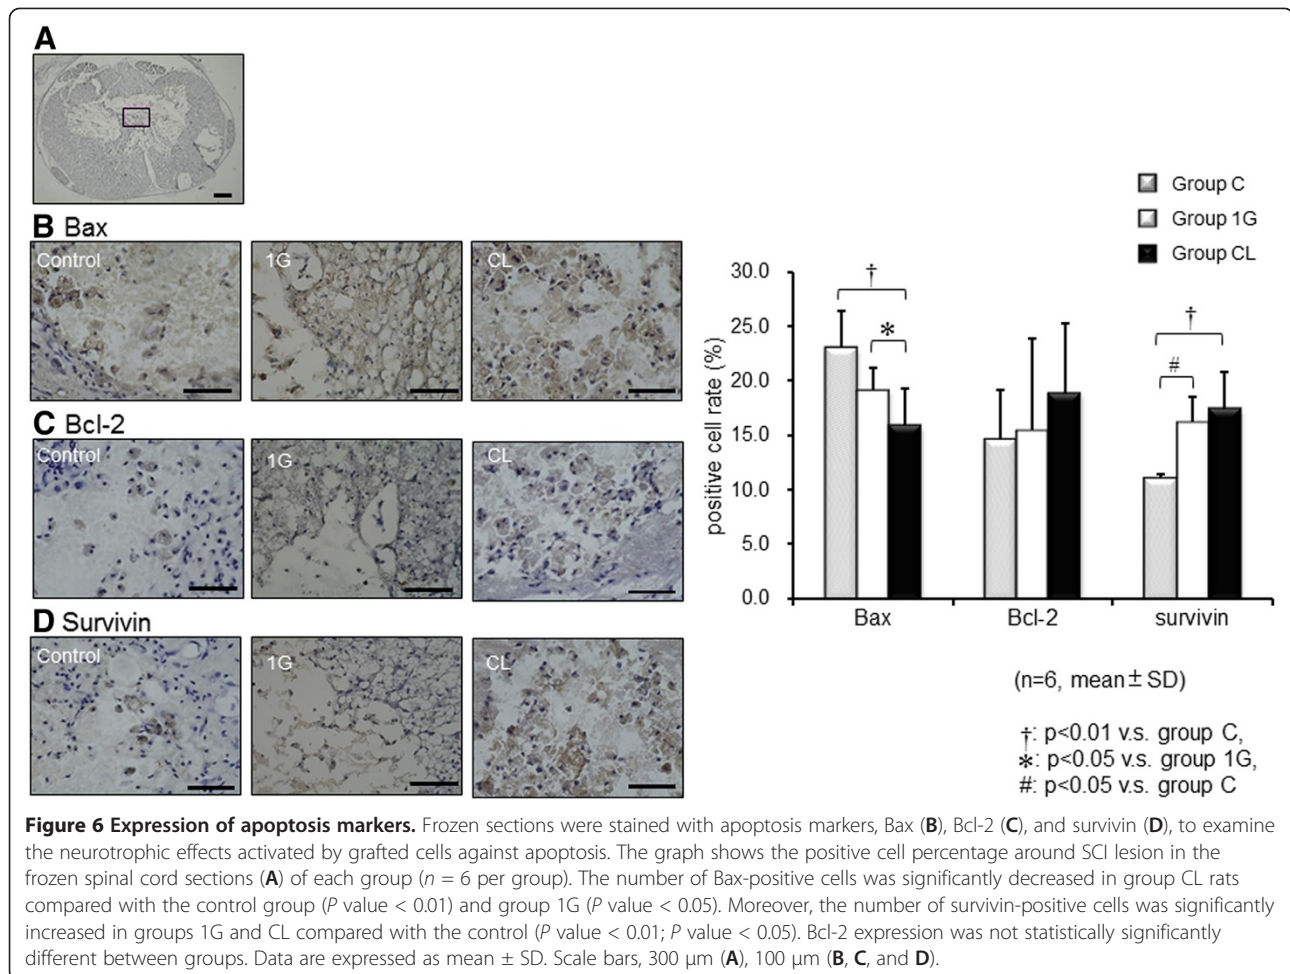 A
B Bax
Control
1G
CL
C Bcl-2
Control
1G
CL
D Survivin
Control
1G
CL
Group C
Group 1G
Group CL
positive cell rate (%)
30.0
25.0
20.0
15.0
10.0
5.0
0.0
†
*
†
#
Bax
Bcl-2
survivin
(n=6, mean ± SD)
†: p<0.01 v.s. group C,
*: p<0.05 v.s. group 1G,
#: p<0.05 v.s. group C
Figure 6 Expression of apoptosis markers. Frozen sections were stained with apoptosis markers, Bax (B), Bcl-2 (C), and survivin (D), to examine
the neurotrophic effects activated by grafted cells against apoptosis. The graph shows the positive cell percentage around SCI lesion in the
frozen spinal cord sections (A) of each group (n = 6 per group). The number of Bax-positive cells was significantly decreased in group CL rats
compared with the control group (P value < 0.01) and group 1G (P value < 0.05). Moreover, the number of survivin-positive cells was significantly
increased in groups 1G and CL compared with the control (P value < 0.01; P value < 0.05). Bcl-2 expression was not statistically significantly
different between groups. Data are expressed as mean ± SD. Scale bars, 300 μm (A), 100 μm (B, C, and D).